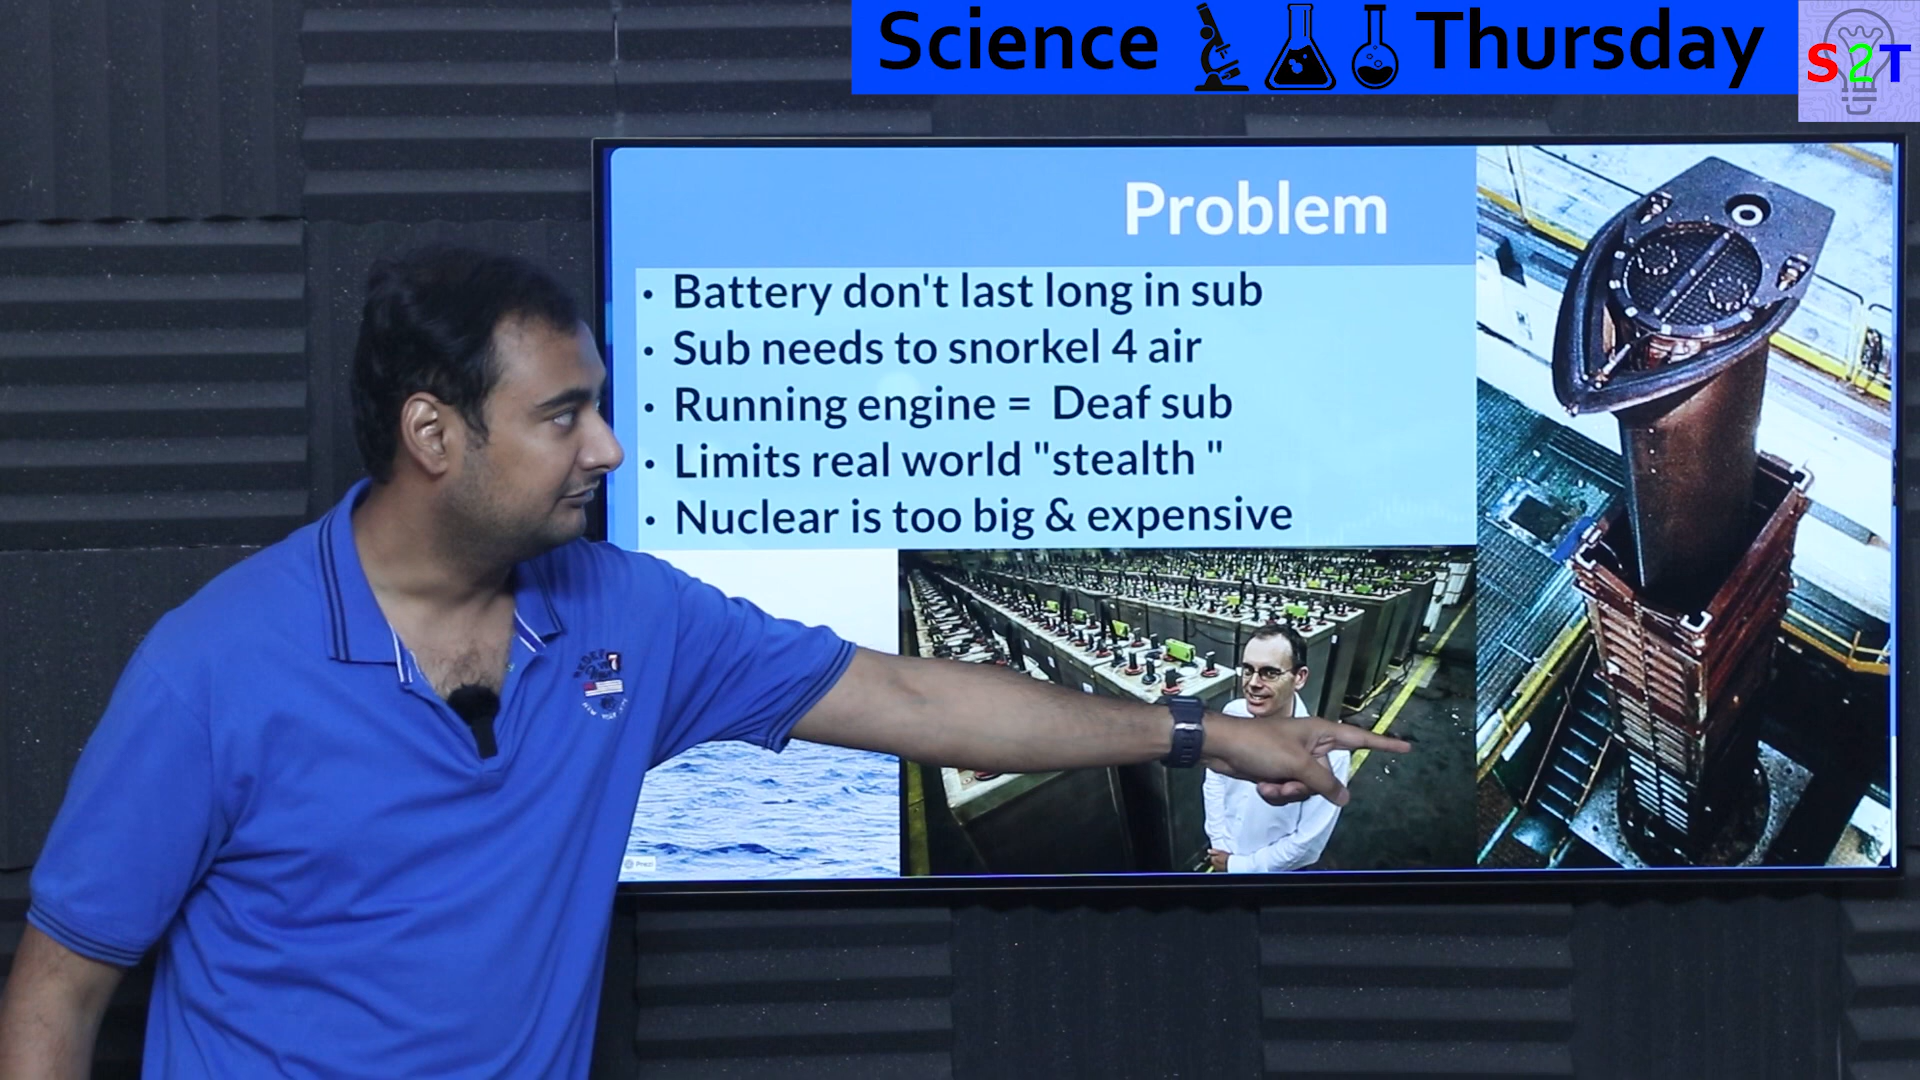 Science Thursday
S2T
Problem
• Battery don't last long in sub
• Sub needs to snorkel 4 air
• Running engine = Deaf sub
• Limits real world "stealth "
• Nuclear is too big & expensive
Prezi